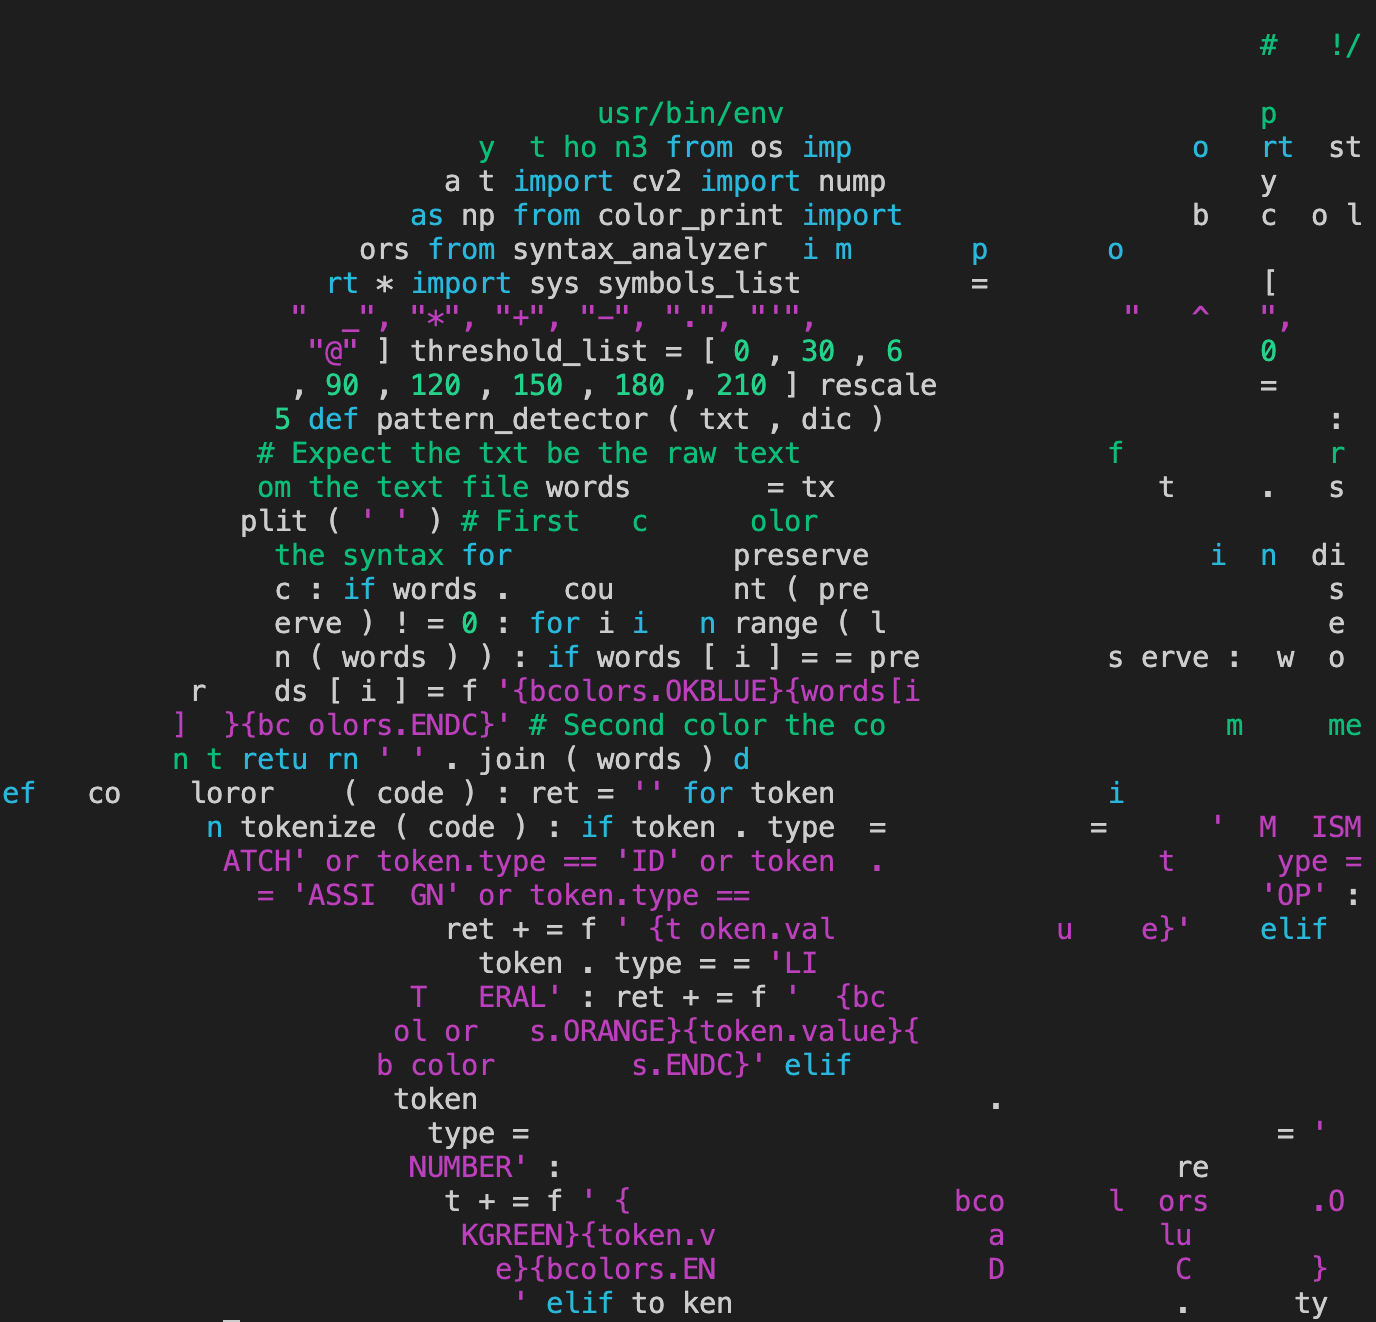 # !/
usr/bin/env p
y t ho n3 from os imp o rt st
a t import cv2 import nump y
as np from color_print import b c o l
ors from syntax_analyzer i m p o
rt * import sys symbols_list = [
" _", "*", "+", "-", ".", "'", " ^ ",
"@" ] threshold_list = [ 0 , 30 , 6 0
, 90 , 120 , 150 , 180 , 210 ] rescale =
5 def pattern_detector ( txt , dic ) :
# Expect the txt be the raw text f r
om the text file words = tx t . s
plit ( ' ' ) # First c olor
the syntax for preserve i n di
c : if words . cou nt ( pre s
erve ) ! = 0 : for i i n range ( l e
n ( words ) ) : if words [ i ] = = pre s erve : w o
r ds [ i ] = f '{bcolors.OKBLUE}{words[i
] }{bc olors.ENDC}' # Second color the co m me
n t retu rn ' ' . join ( words ) d
ef co loror ( code ) : ret = '' for token i
n tokenize ( code ) : if token . type = = ' M ISM
ATCH' or token.type == 'ID' or token . t ype =
= 'ASSI GN' or token.type == 'OP' :
ret + = f ' {t oken.val u e}' elif
token . type = = 'LI
T ERAL' : ret + = f ' {bc
ol or s.ORANGE}{token.value}{
b color s.ENDC}' elif
token .
type = = '
NUMBER' : re
t + = f ' { bco l ors .O
KGREEN}{token.v a lu
e}{bcolors.EN D C }
' elif to ken . ty